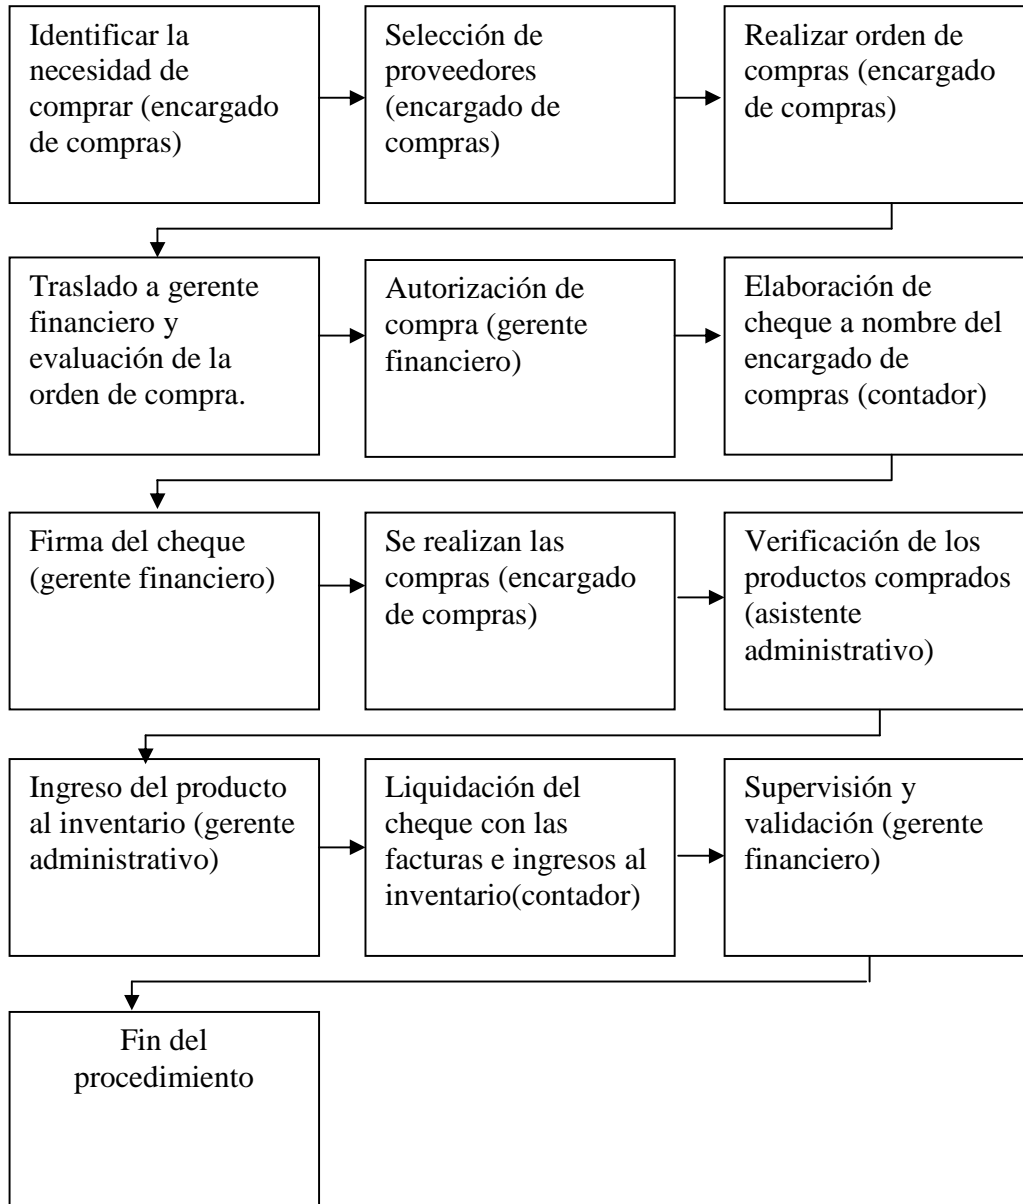 Identificar la
necesidad de
comprar (encargado
de compras)
Selección de
proveedores
(encargado de
compras)
Realizar orden de
compras (encargado
de compras)
Traslado a gerente
financiero y
evaluación de la
orden de compra.
Autorización de
compra (gerente
financiero)
Elaboración de
cheque a nombre del
encargado de
compras (contador)
Firma del cheque
(gerente financiero)
Se realizan las
compras (encargado
de compras)
Verificación de los
productos comprados
(asistente
administrativo)
Ingreso del producto
al inventario (gerente
administrativo)
Liquidación del
cheque con las
facturas e ingresos al
inventario(contador)
Supervisión y
validación (gerente
financiero)
Fin del
procedimiento